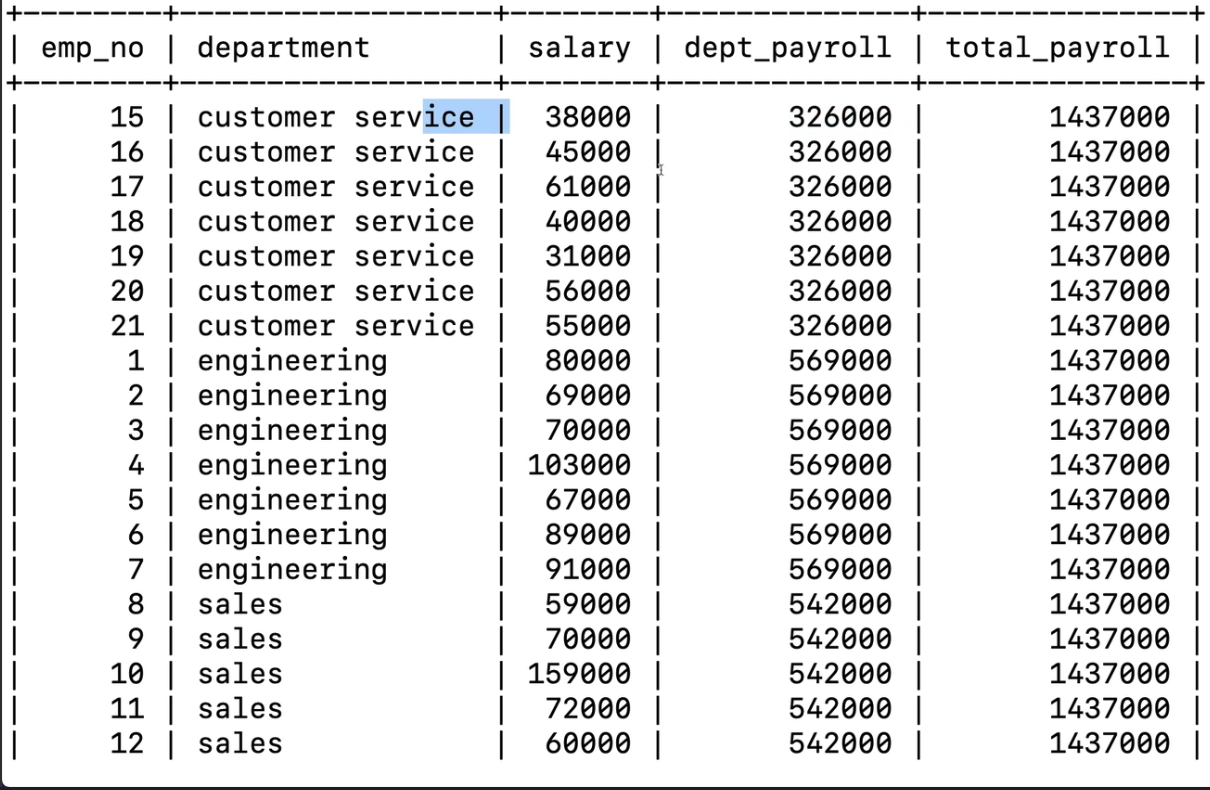 +--------+------------------+--------+--------------+---------------+
| emp_no | department       | salary | dept_payroll | total_payroll |
+--------+------------------+--------+--------------+---------------+
|     15 | customer service |  38000 |       326000 |       1437000 |
|     16 | customer service |  45000 |       326000 |       1437000 |
|     17 | customer service |  61000 |       326000 |       1437000 |
|     18 | customer service |  40000 |       326000 |       1437000 |
|     19 | customer service |  31000 |       326000 |       1437000 |
|     20 | customer service |  56000 |       326000 |       1437000 |
|     21 | customer service |  55000 |       326000 |       1437000 |
|      1 | engineering      |  80000 |       569000 |       1437000 |
|      2 | engineering      |  69000 |       569000 |       1437000 |
|      3 | engineering      |  70000 |       569000 |       1437000 |
|      4 | engineering      | 103000 |       569000 |       1437000 |
|      5 | engineering      |  67000 |       569000 |       1437000 |
|      6 | engineering      |  89000 |       569000 |       1437000 |
|      7 | engineering      |  91000 |       569000 |       1437000 |
|      8 | sales            |  59000 |       542000 |       1437000 |
|      9 | sales            |  70000 |       542000 |       1437000 |
|     10 | sales            | 159000 |       542000 |       1437000 |
|     11 | sales            |  72000 |       542000 |       1437000 |
|     12 | sales            |  60000 |       542000 |       1437000 |